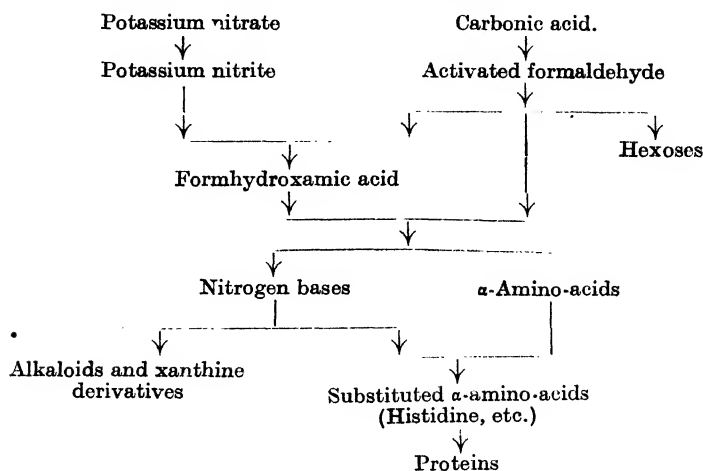 Potassium nitrate
Carbonic acid.
Potassium nitrite
Activated formaldehyde
Hexoses
Formhydroxamic acid
Nitrogen bases
α-Amino-acids
Alkaloids and xanthine
derivatives
Substituted α-amino-acids
(Histidine, etc.)
Proteins